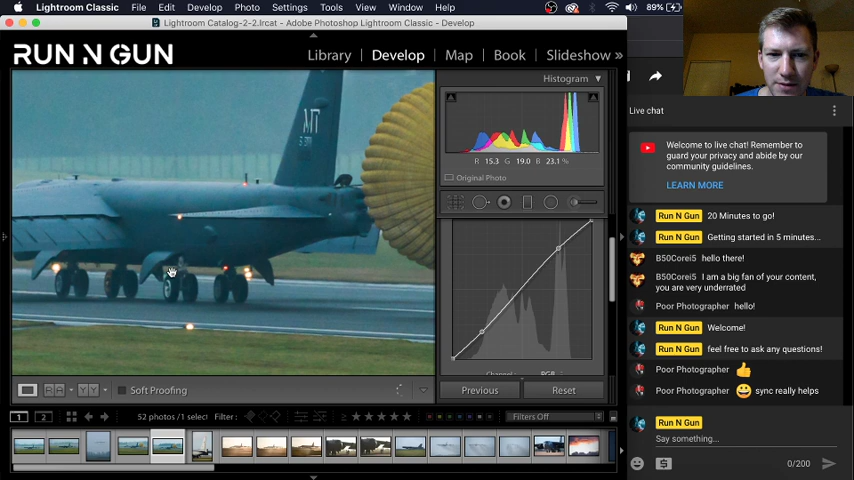 Lightroom Classic File Edit Develop Photo Settings Tools View Window Help 89%
Lightroom Catalog-2-2.lrcat - Adobe Photoshop Lightroom Classic - Develop
RUN N GUN
Library Develop Map Book Slideshow »
Histogram
R 15.3 G 19.0 B 23.1 %
Original Photo
MT
Channel: RGB
Soft Proofing
Previous Reset
1 2 52 photos / 1 select Filter: Filters Off
Live chat
Welcome to live chat! Remember to
guard your privacy and abide by our
community guidelines.
LEARN MORE
Run N Gun 20 Minutes to go!
Run N Gun Getting started in 5 minutes...
B50Corei5 hello there!
B50Corei5 I am a big fan of your content,
you are very underrated
Poor Photographer hello!
Run N Gun Welcome!
Run N Gun feel free to ask any questions!
Poor Photographer 👍
Poor Photographer 😀 sync really helps
Run N Gun
Say something...
0/200